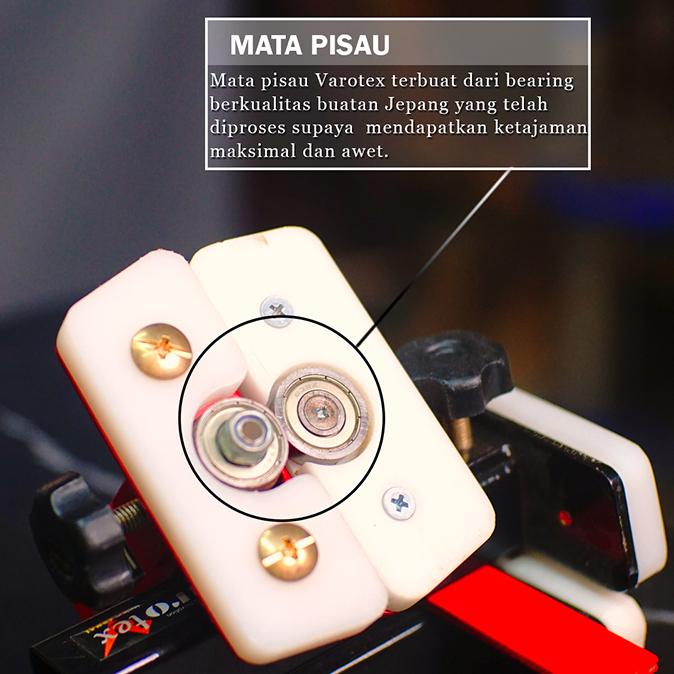 MATA PISAU
Mata pisau Varotex terbuat dari bearing
berkualitas buatan Jepang yang telah
diproses supaya  mendapatkan ketajaman
maksimal dan awet.
rotex